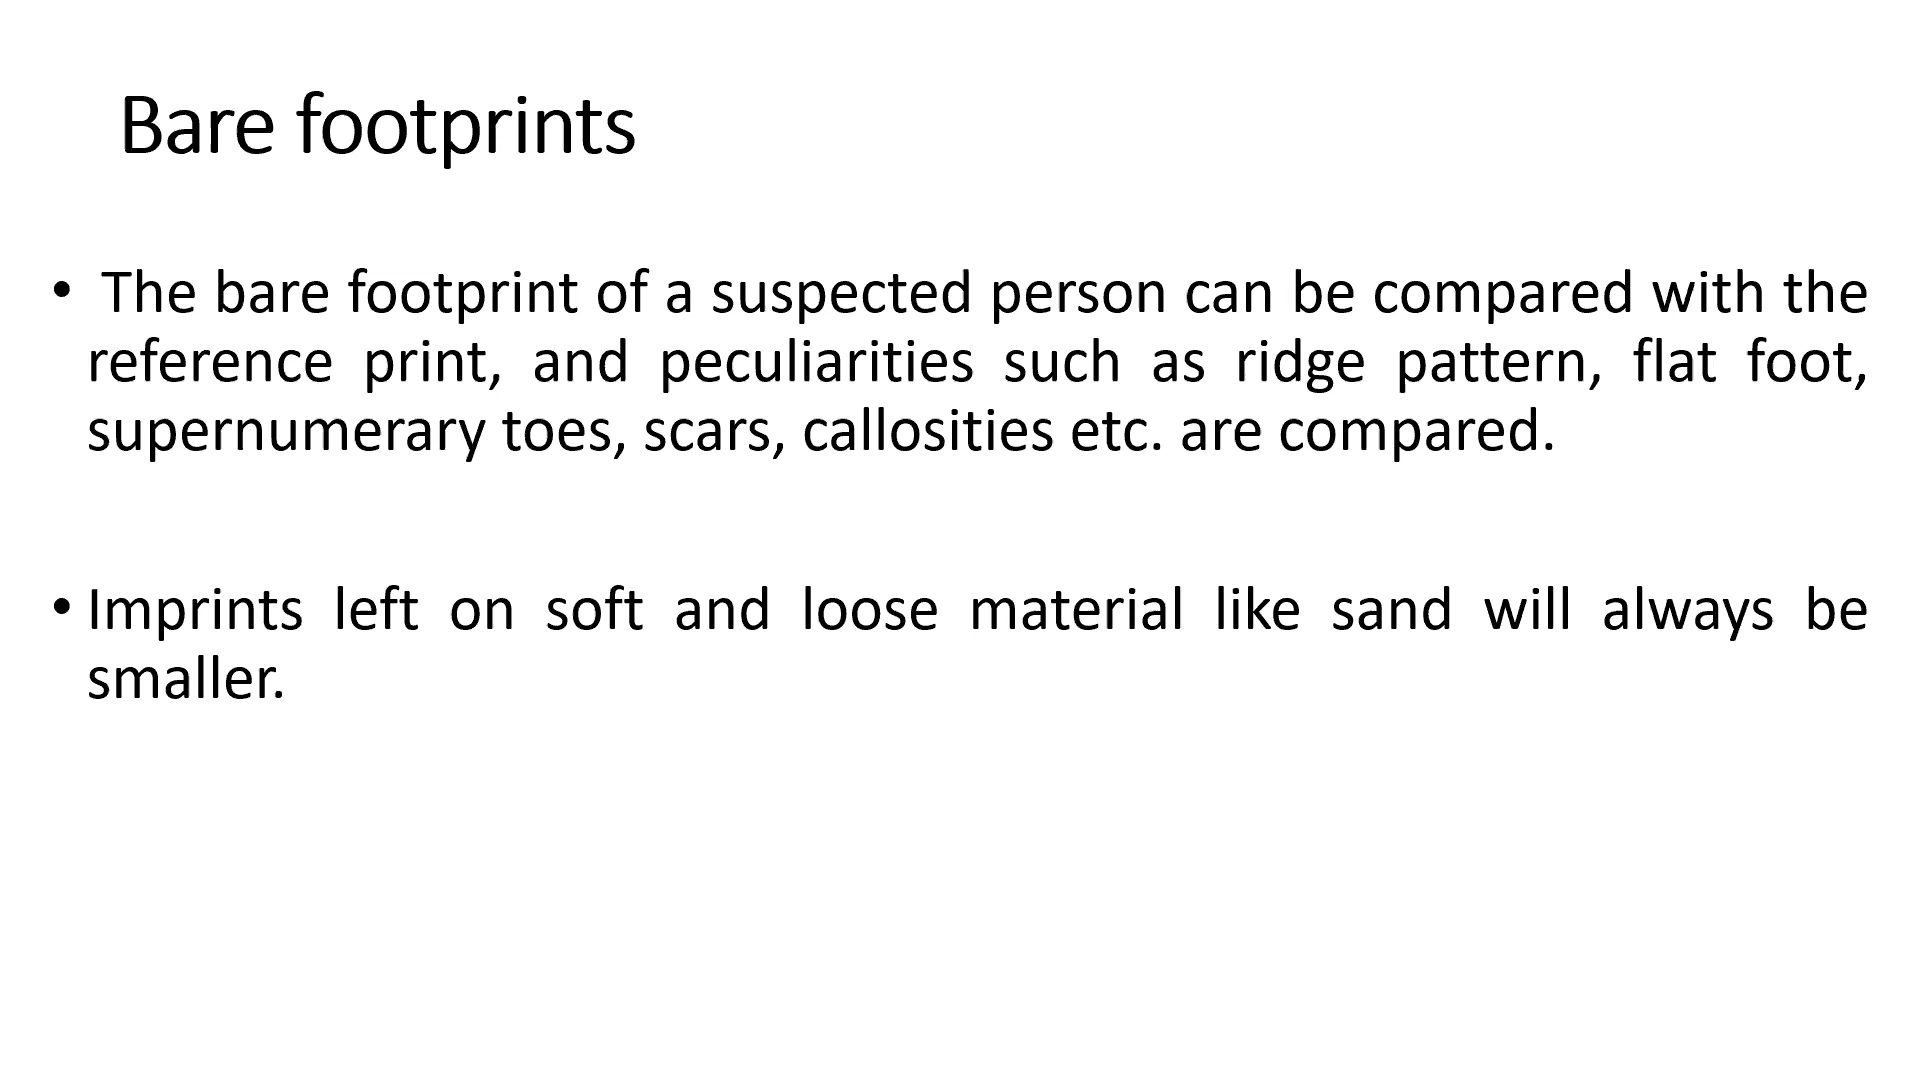 Bare footprints
• The bare footprint of a suspected person can be compared with the
reference print, and peculiarities such as ridge pattern, flat foot,
supernumerary toes, scars, callosities etc. are compared.
• Imprints left on soft and loose material like sand will always be
smaller.